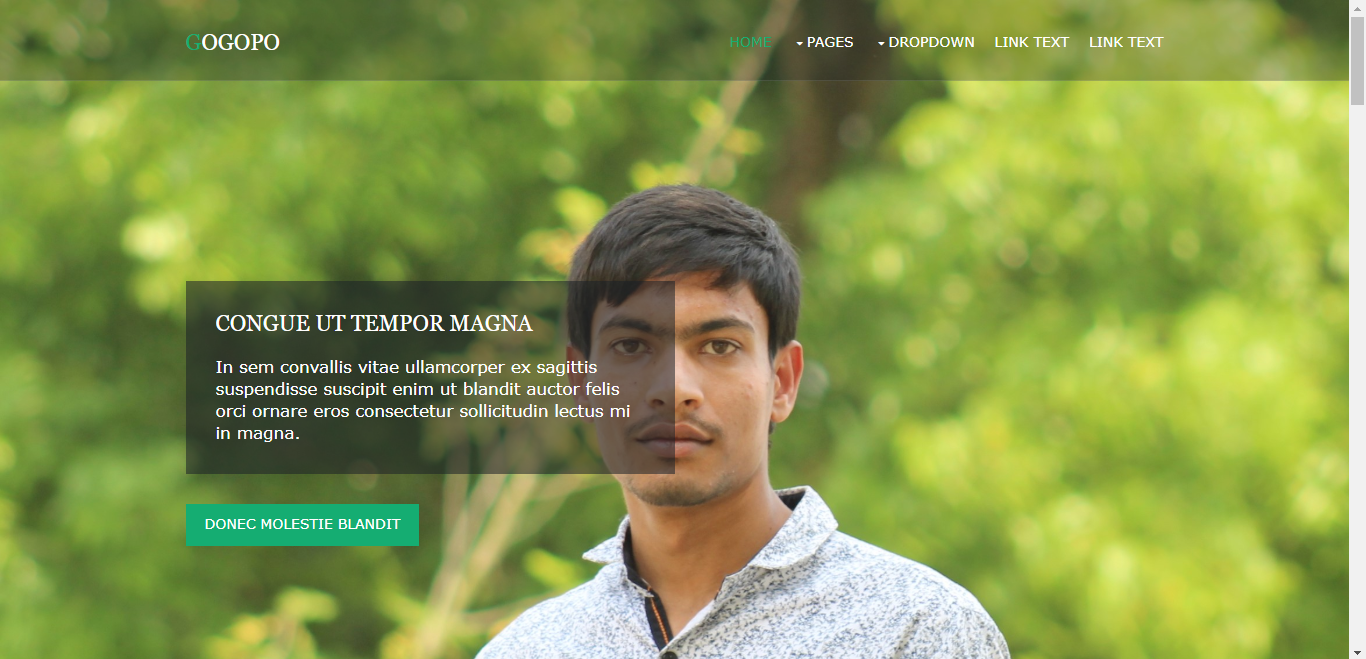 GOGOPO
HOME PAGES DROPDOWN LINK TEXT LINK TEXT
CONGUE UT TEMPOR MAGNA
In sem convallis vitae ullamcorper ex sagittis
suspendisse suscipit enim ut blandit auctor felis
orci ornare eros consectetur sollicitudin lectus mi
in magna.
DONEC MOLESTIE BLANDIT